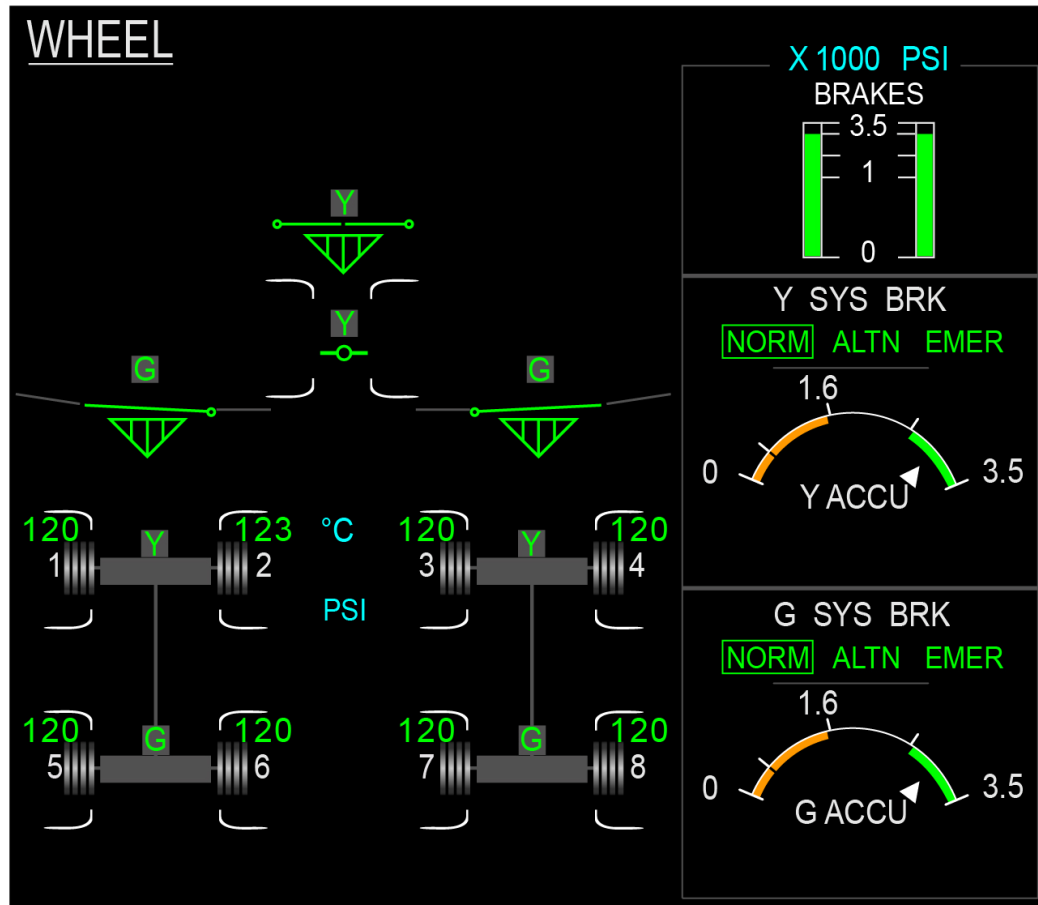 WHEEL
X 1000 PSI
BRAKES
3.5
1
0
Y
Y
G G
Y SYS BRK
NORM ALTN EMER
1.6
0 3.5
Y ACCU
120 123 °C 120 120
Y Y
1 2 3 4
PSI
G SYS BRK
NORM ALTN EMER
1.6
0 3.5
G ACCU
120 120 120 120
G G
5 6 7 8